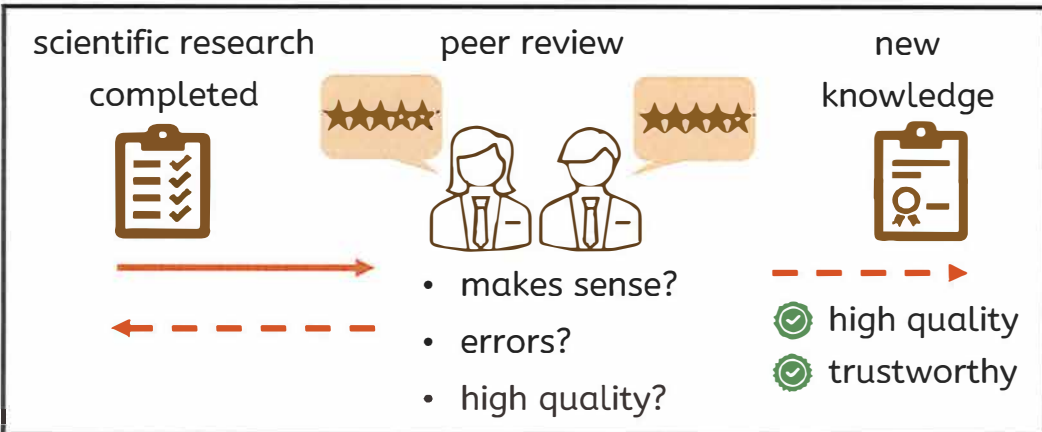 scientific research
completed
peer review
new
knowledge
• makes sense?
• errors?
• high quality?
high quality
trustworthy